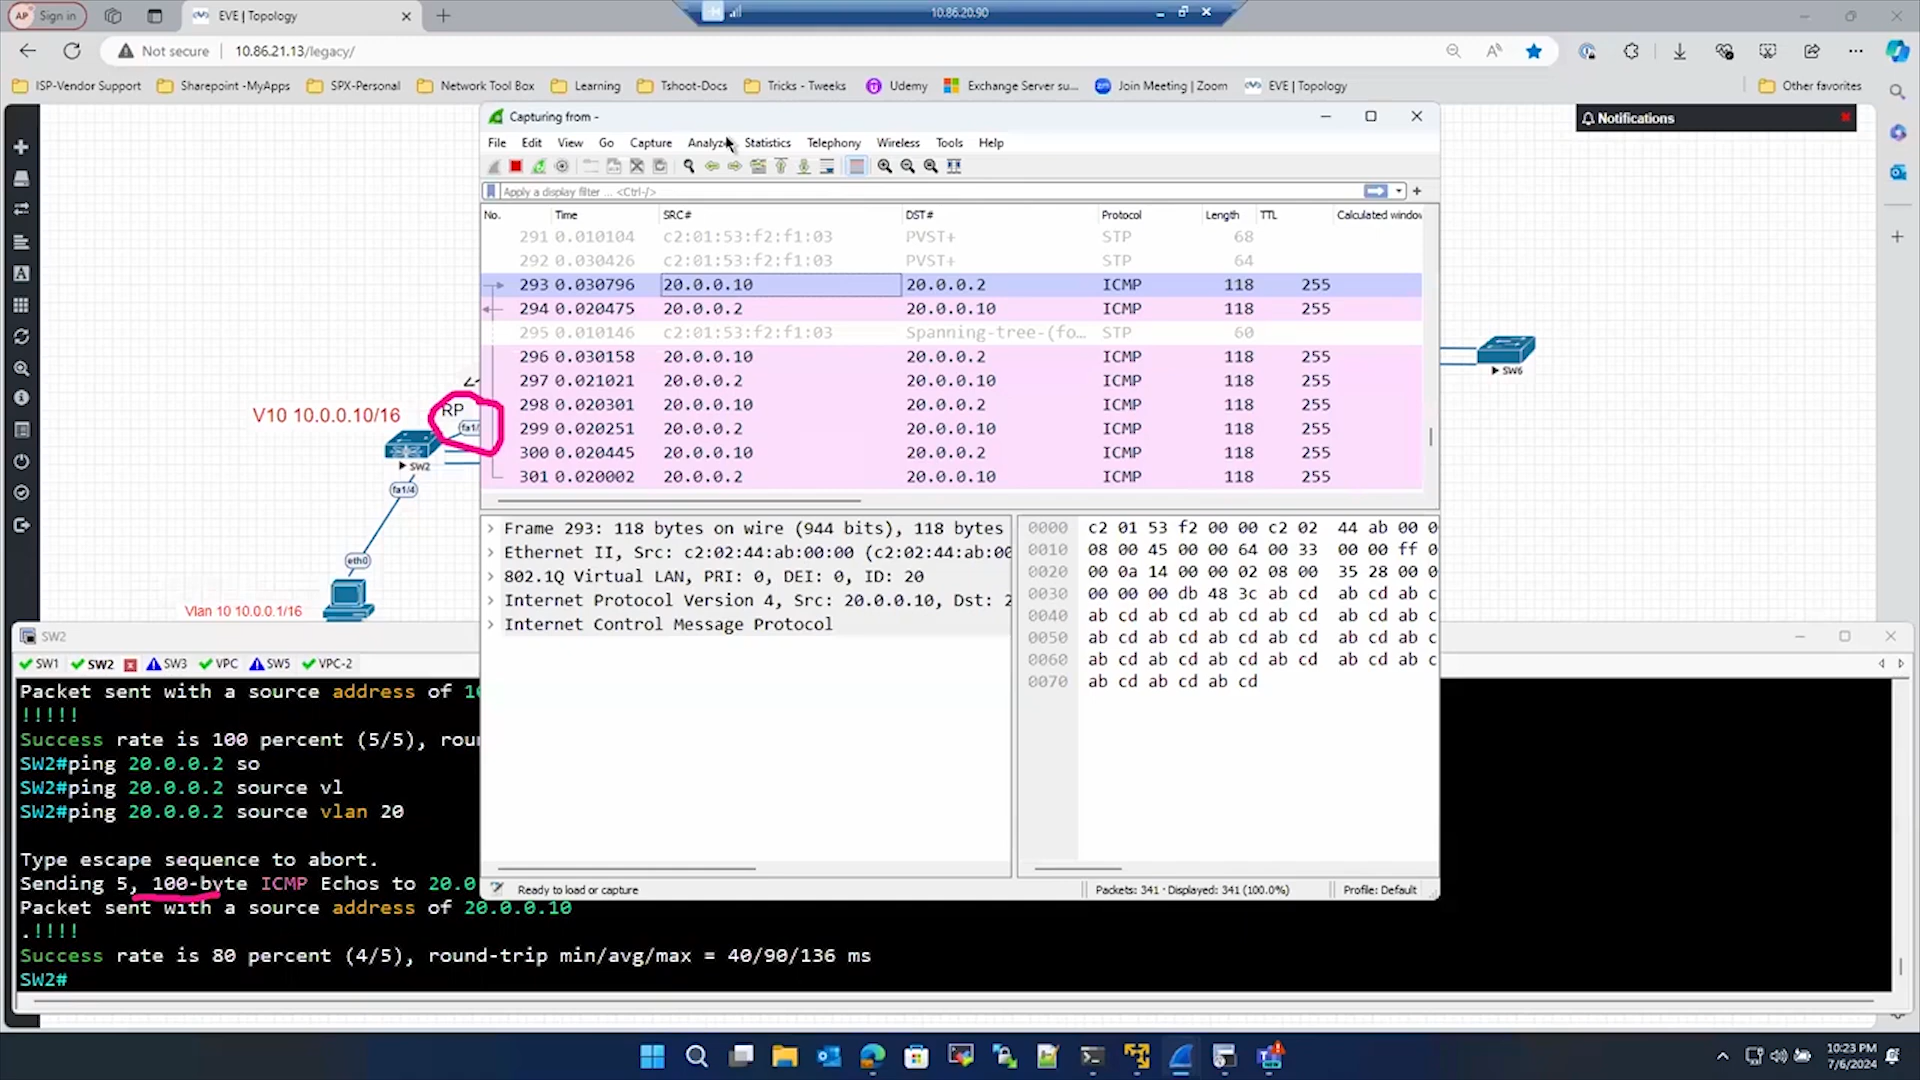 AP Sign in
EVE | Topology
10.86.20.90
Not secure
10.86.21.13/legacy/
ISP-Vendor Support
Sharepoint -MyApps
SPX-Personal
Network Tool Box
Learning
Tshoot-Docs
Tricks - Tweeks
Udemy
Exchange Server su...
Join Meeting | Zoom
EVE | Topology
Other favorites
Notifications
Capturing from -
File Edit View Go Capture Analyze Statistics Telephony Wireless Tools Help
Apply a display filter ... <Ctrl-/>
No. Time SRC# DST# Protocol Length TTL Calculated window
291 0.010104 c2:01:53:f2:f1:03 PVST+ STP 68
292 0.030426 c2:01:53:f2:f1:03 PVST+ STP 64
293 0.030796 20.0.0.10 20.0.0.2 ICMP 118 255
294 0.020475 20.0.0.2 20.0.0.10 ICMP 118 255
295 0.010146 c2:01:53:f2:f1:03 Spanning-tree-(fo... STP 60
296 0.030158 20.0.0.10 20.0.0.2 ICMP 118 255
297 0.021021 20.0.0.2 20.0.0.10 ICMP 118 255
298 0.020301 20.0.0.10 20.0.0.2 ICMP 118 255
299 0.020251 20.0.0.2 20.0.0.10 ICMP 118 255
300 0.020445 20.0.0.10 20.0.0.2 ICMP 118 255
301 0.020002 20.0.0.2 20.0.0.10 ICMP 118 255
V10 10.0.0.10/16
RP
fa1/
SW2
fa1/4
eth0
Vlan 10 10.0.0.1/16
SW6
Frame 293: 118 bytes on wire (944 bits), 118 bytes
Ethernet II, Src: c2:02:44:ab:00:00 (c2:02:44:ab:00
802.1Q Virtual LAN, PRI: 0, DEI: 0, ID: 20
Internet Protocol Version 4, Src: 20.0.0.10, Dst: 2
Internet Control Message Protocol
0000 c2 01 53 f2 00 00 c2 02 44 ab 00 0
0010 08 00 45 00 00 64 00 33 00 00 ff 0
0020 00 0a 14 00 00 02 08 00 35 28 00 0
0030 00 00 00 db 48 3c ab cd ab cd ab c
0040 ab cd ab cd ab cd ab cd ab cd ab c
0050 ab cd ab cd ab cd ab cd ab cd ab c
0060 ab cd ab cd ab cd ab cd ab cd ab c
0070 ab cd ab cd ab cd
Ready to load or capture
Packets: 341 · Displayed: 341 (100.0%)
Profile: Default
SW2
SW1 SW2 SW3 VPC SW5 VPC-2
Packet sent with a source address of 10
!!!!!
Success rate is 100 percent (5/5), roun
SW2#ping 20.0.0.2 so
SW2#ping 20.0.0.2 source vl
SW2#ping 20.0.0.2 source vlan 20
Type escape sequence to abort.
Sending 5, 100-byte ICMP Echos to 20.0
Packet sent with a source address of 20.0.0.10
.!!!!
Success rate is 80 percent (4/5), round-trip min/avg/max = 40/90/136 ms
SW2#
10:23 PM
7/6/2024